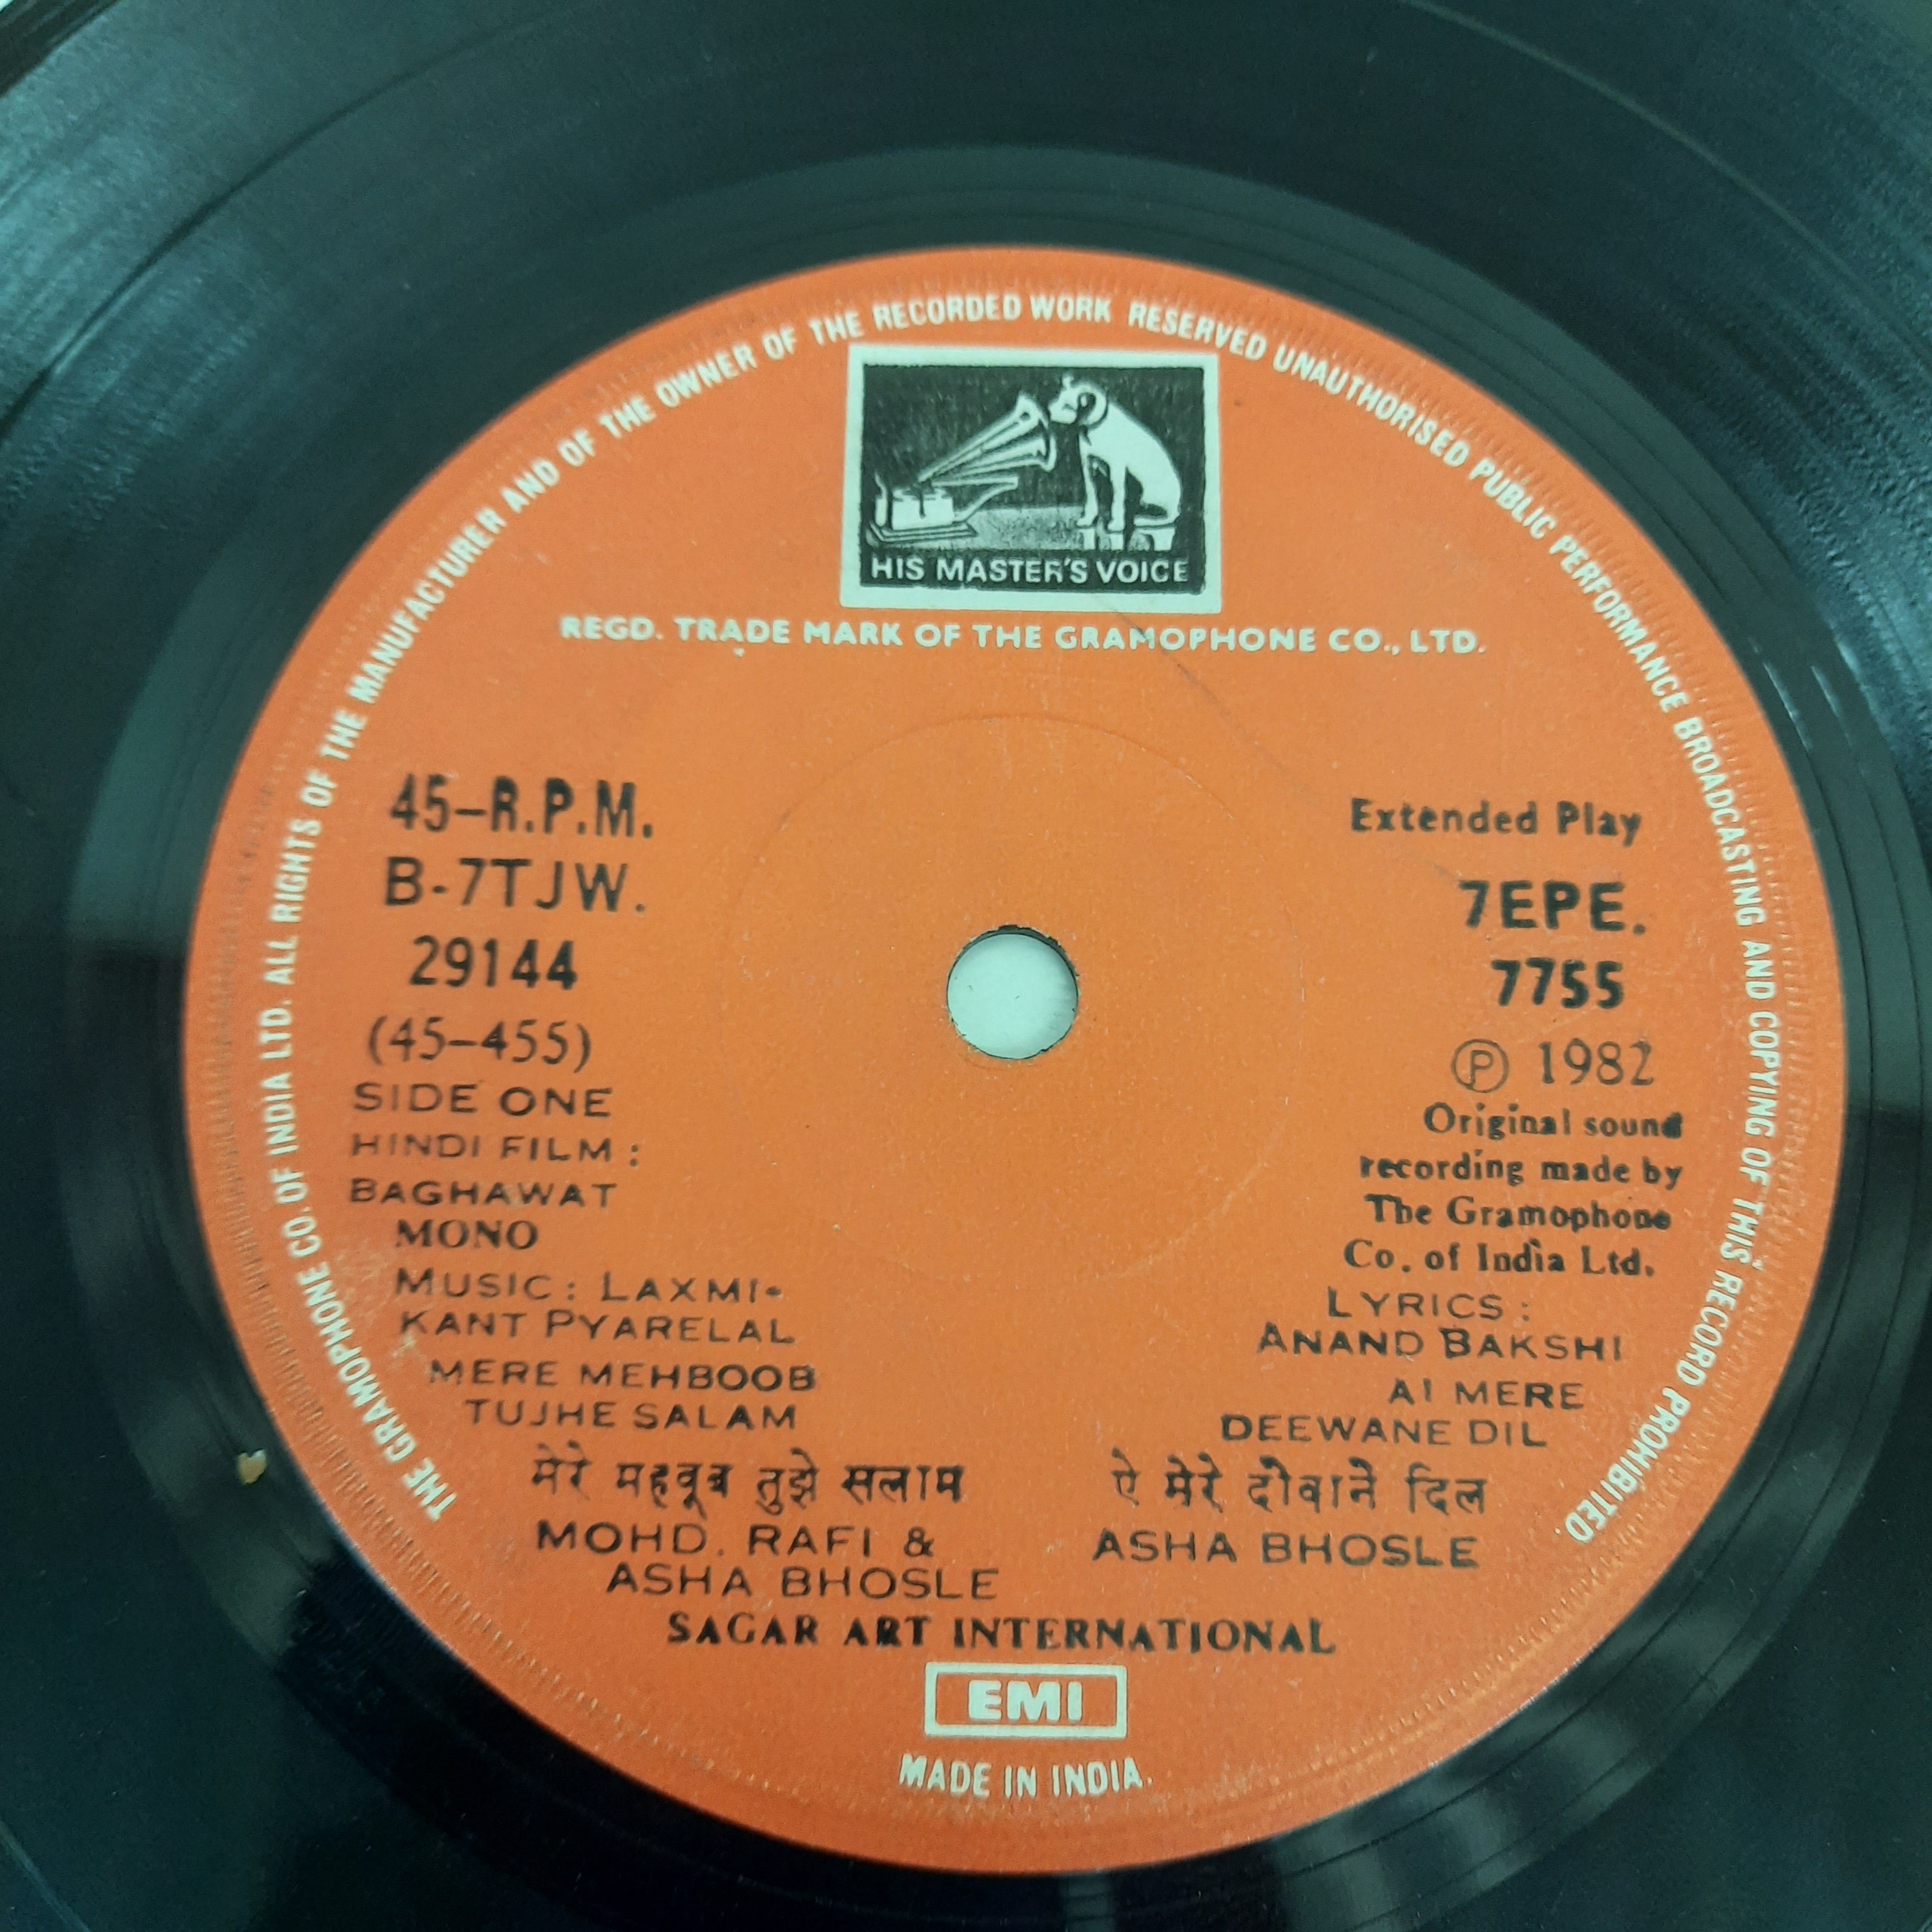 THE GRAMOPHONE CO. OF INDIA LTD. ALL RIGHTS OF THE MANUFACTURER AND OF THE OWNER OF THE RECORDED WORK RESERVED UNAUTHORISED PUBLIC PERFORMANCE BROADCASTING AND COPYING OF THIS RECORD PROHIBITED
HIS MASTER'S VOICE
REGD. TRADE MARK OF THE GRAMOPHONE CO., LTD.
45–R.P.M.
B-7TJW.
29144
(45–455)
SIDE ONE
HINDI FILM :
BAGHAWAT
MONO
MUSIC : LAXMI-
KANT PYARELAL
MERE MEHBOOB
TUJHE SALAM
मेरे महबूब तुझे सलाम
MOHD. RAFI &
ASHA BHOSLE
Extended Play
7EPE.
7755
Ⓟ 1982
Original sound
recording made by
The Gramophone
Co. of India Ltd.
LYRICS :
ANAND BAKSHI
AI MERE
DEEWANE DIL
ऐ मेरे दीवाने दिल
ASHA BHOSLE
SAGAR ART INTERNATIONAL
EMI
MADE IN INDIA.